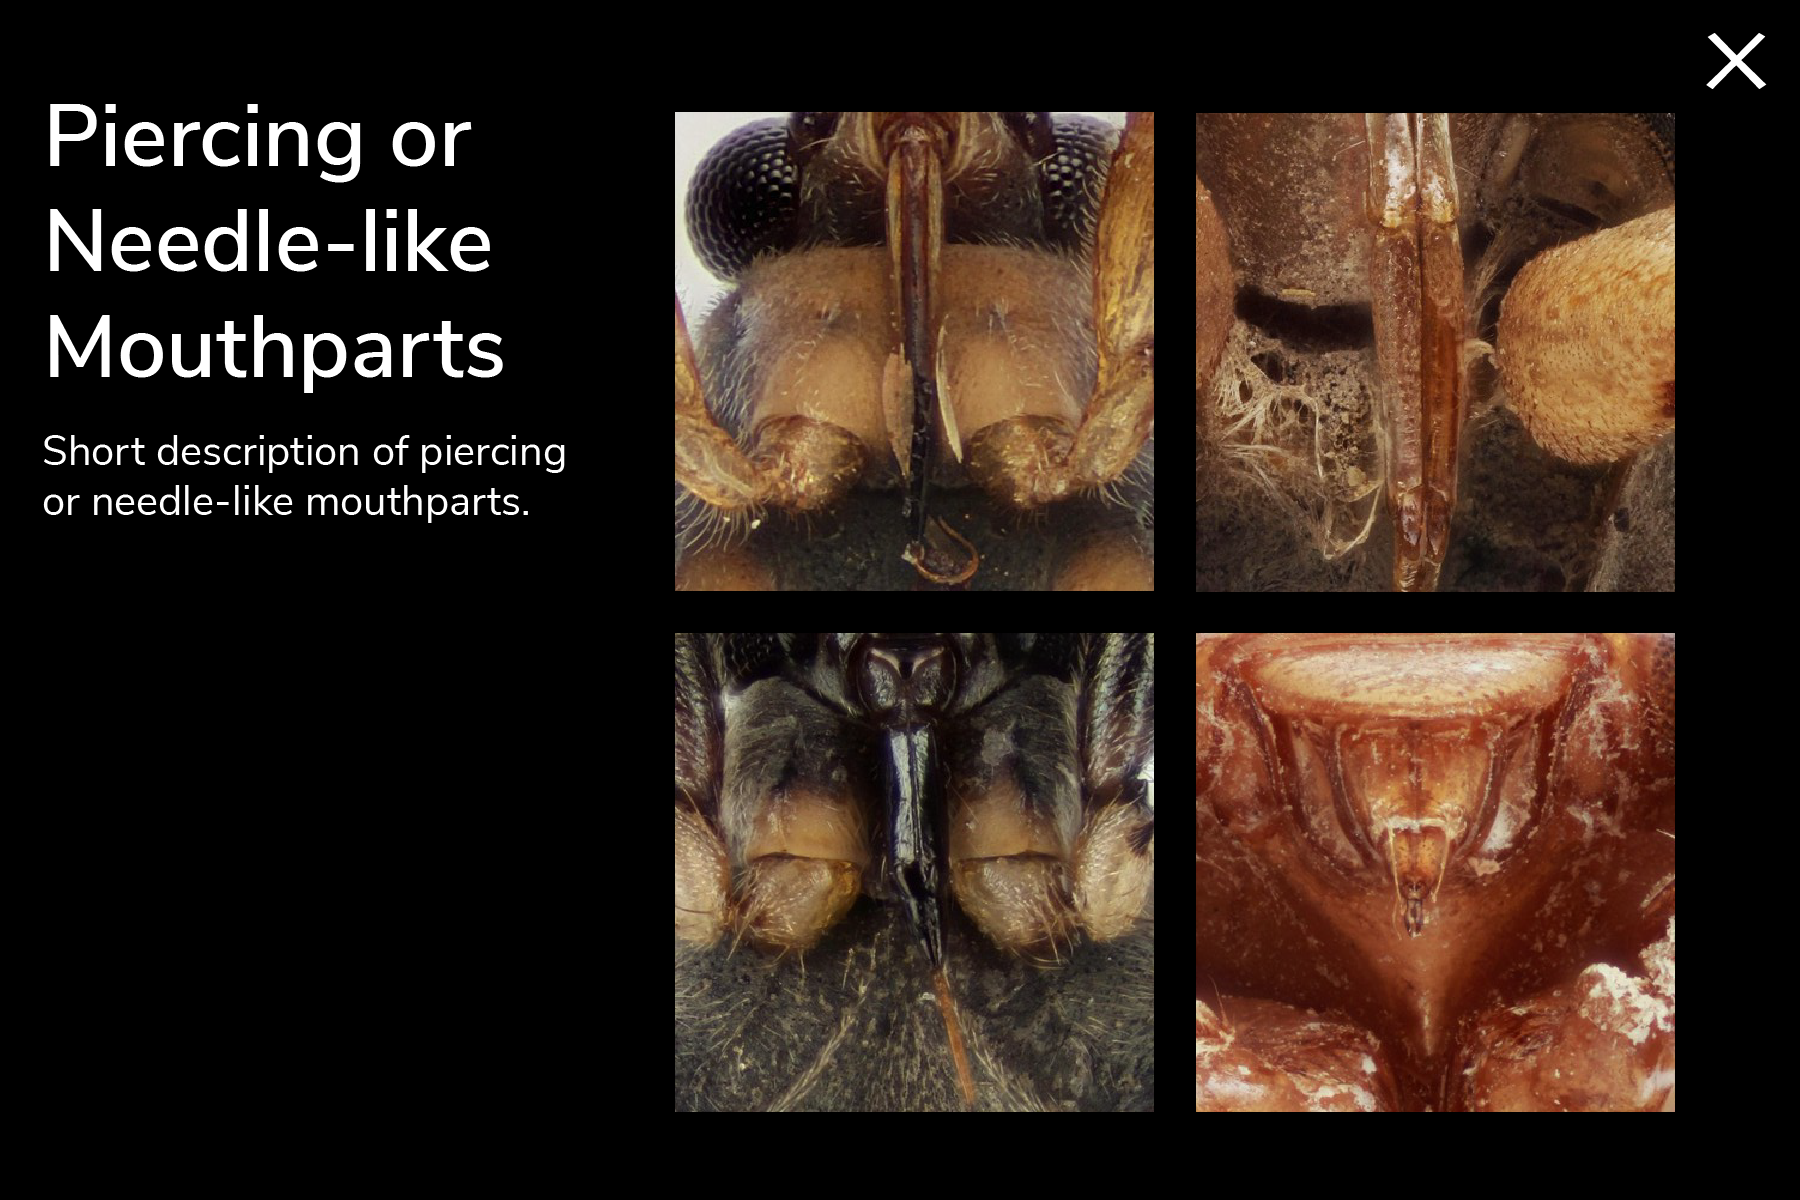 Piercing or
Needle-like
Mouthparts
Short description of piercing
or needle-like mouthparts.